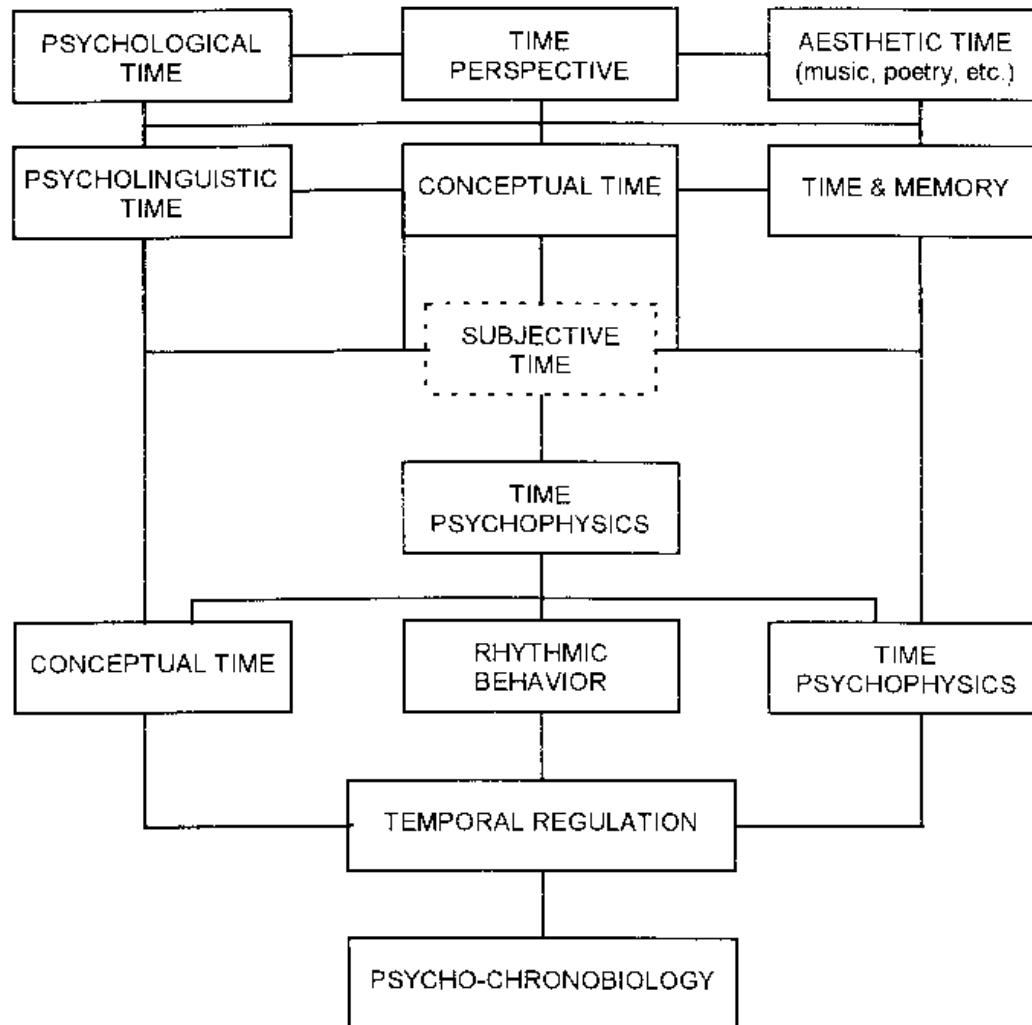 PSYCHOLOGICAL
TIME
TIME
PERSPECTIVE
AESTHETIC TIME
(music, poetry, etc.)
PSYCHOLINGUISTIC
TIME
CONCEPTUAL TIME
TIME & MEMORY
SUBJECTIVE
TIME
TIME
PSYCHOPHYSICS
CONCEPTUAL TIME
RHYTHMIC
BEHAVIOR
TIME
PSYCHOPHYSICS
TEMPORAL REGULATION
PSYCHO-CHRONOBIOLOGY